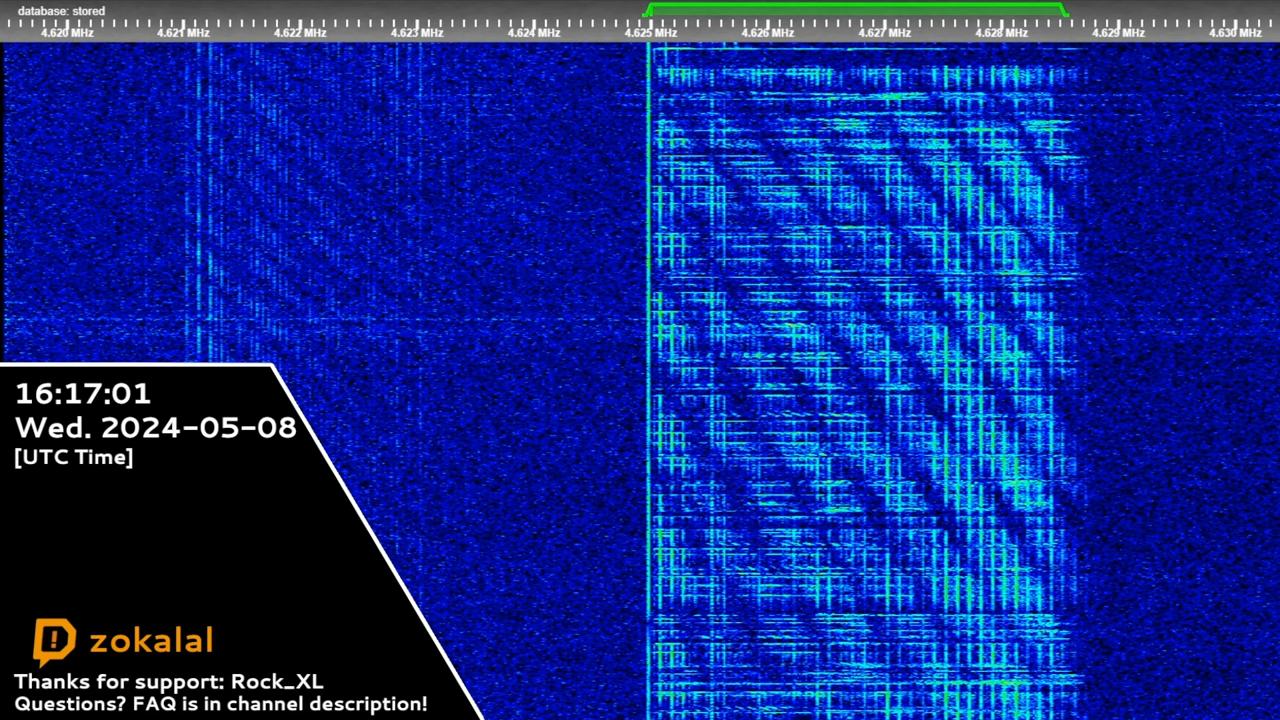 database: stored
4.620 MHz 4.621 MHz 4.622 MHz 4.623 MHz 4.624 MHz 4.625 MHz 4.626 MHz 4.627 MHz 4.628 MHz 4.629 MHz 4.630 MHz
16:17:01
Wed. 2024-05-08
[UTC Time]
zokalal
Thanks for support: Rock_XL
Questions? FAQ is in channel description!